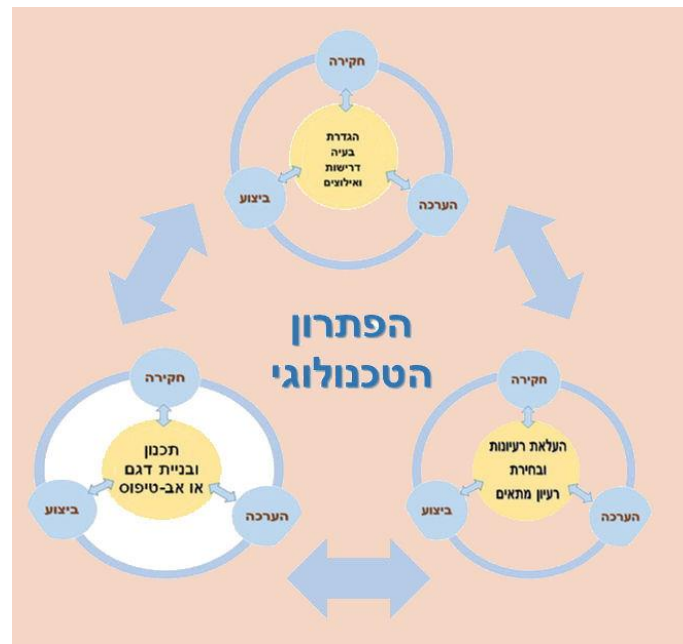 חקירה
הגדרת
בעיה
דרישות
ואילוצים
ביצוע
הערכה
הפתרון
הטכנולוגי
חקירה
העלאת רעיונות
ובחירת
רעיון מתאים
ביצוע
הערכה
חקירה
תכנון
ובניית דגם
או אב-טיפוס
ביצוע
הערכה